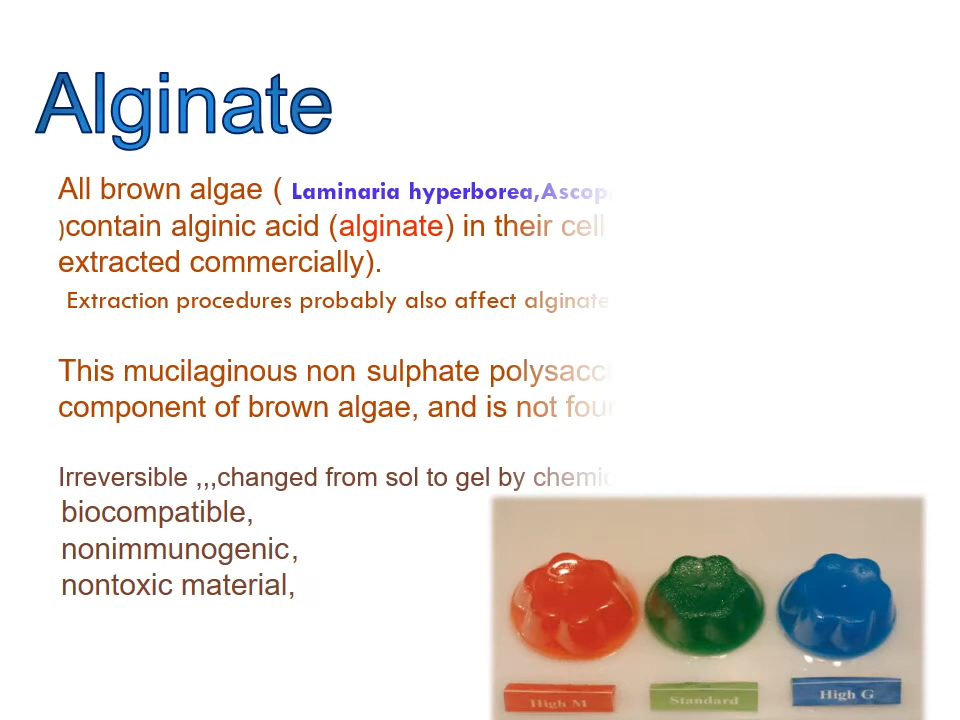 Alginate
All brown algae ( Laminaria hyperborea,Ascop
)contain alginic acid (alginate) in their cell
extracted commercially).
Extraction procedures probably also affect alginate
This mucilaginous non sulphate polysacc
component of brown algae, and is not foun
Irreversible ,,,changed from sol to gel by chemic
biocompatible,
nonimmunogenic,
nontoxic material,
High M Standard High G